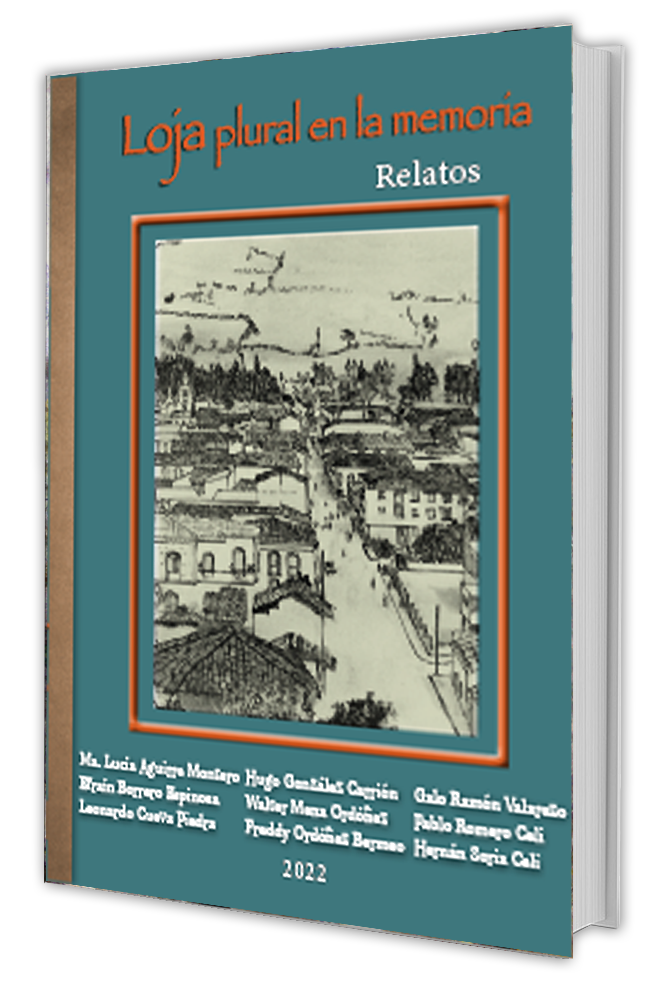 Loja plural en la memoria
Relatos
Ma. Lucía Aguirre Montero Hugo González Carrión Galo Ramón Valarezo
Efraín Borrero Espinosa Walter Mena Ordóñez Pablo Romero Celi
Leonardo Cueva Piedra Freddy Ordóñez Bermeo Hernán Soria Celi
2022